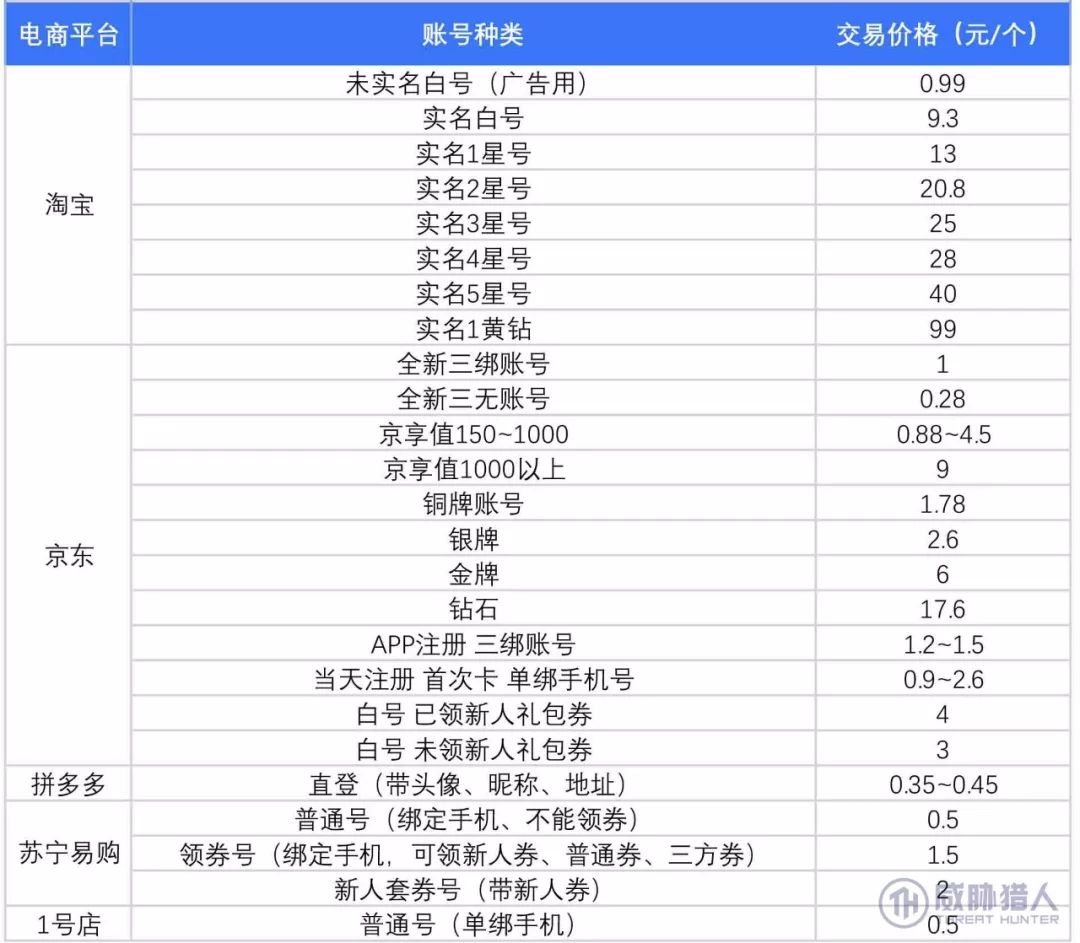 电商平台 账号种类 交易价格（元/个）
淘宝 未实名白号（广告用） 0.99
实名白号 9.3
实名1星号 13
实名2星号 20.8
实名3星号 25
实名4星号 28
实名5星号 40
实名1黄钻 99
京东 全新三绑账号 1
全新三无账号 0.28
京享值150~1000 0.88~4.5
京享值1000以上 9
铜牌账号 1.78
银牌 2.6
金牌 6
钻石 17.6
APP注册 三绑账号 1.2~1.5
当天注册 首次卡 单绑手机号 0.9~2.6
白号 已领新人礼包券 4
白号 未领新人礼包券 3
拼多多 直登（带头像、昵称、地址） 0.35~0.45
苏宁易购 普通号（绑定手机、不能领券） 0.5
领券号（绑定手机，可领新人券、普通券、三方券） 1.5
新人套券号（带新人券） 2
1号店 普通号（单绑手机） 0.5
威胁猎人
THREAT HUNTER